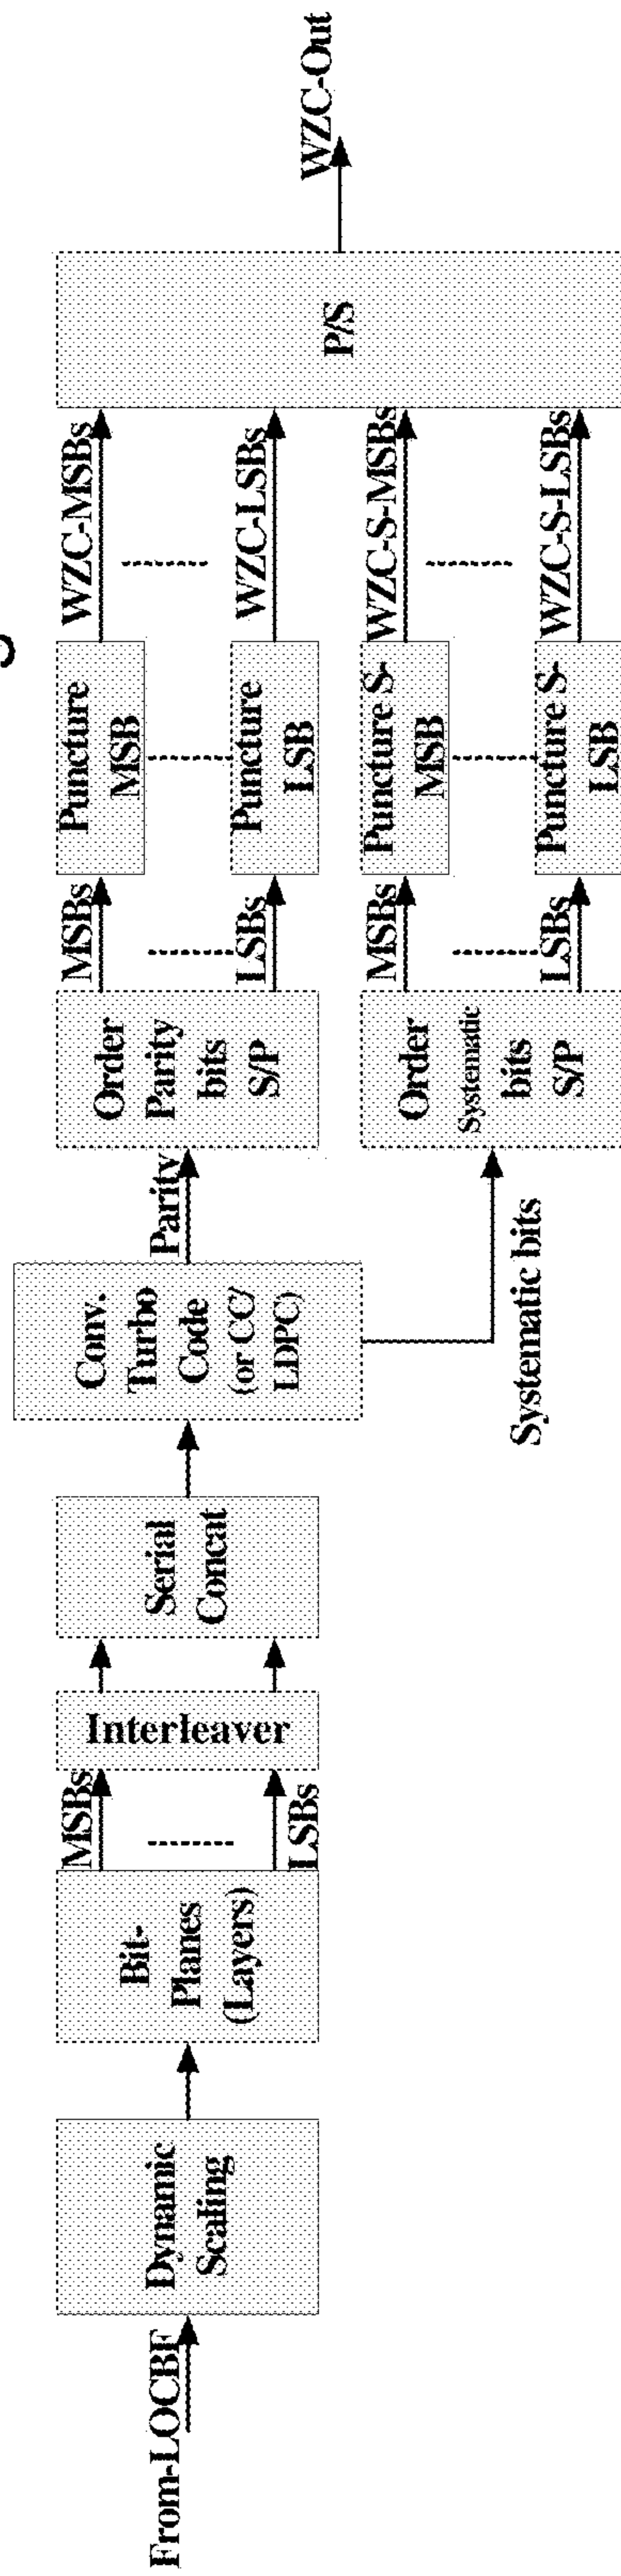 From-LOCBF
Dynamic
Scaling
Bit-
Planes
(Layers)
MSBs
LSBs
Interleaver
Serial
Concat
Conv.
Turbo
Code
(or CC/
LDPC)
Parity
Systematic bits
Order
Parity
bits
S/P
MSBs
LSBs
Order
Systematic
bits
S/P
MSBs
LSBs
Puncture
MSB
Puncture
LSB
Puncture S-
MSB
Puncture S-
LSB
WZC-MSBs
WZC-LSBs
WZC-S-MSBs
WZC-S-LSBs
P/S
WZC-Out